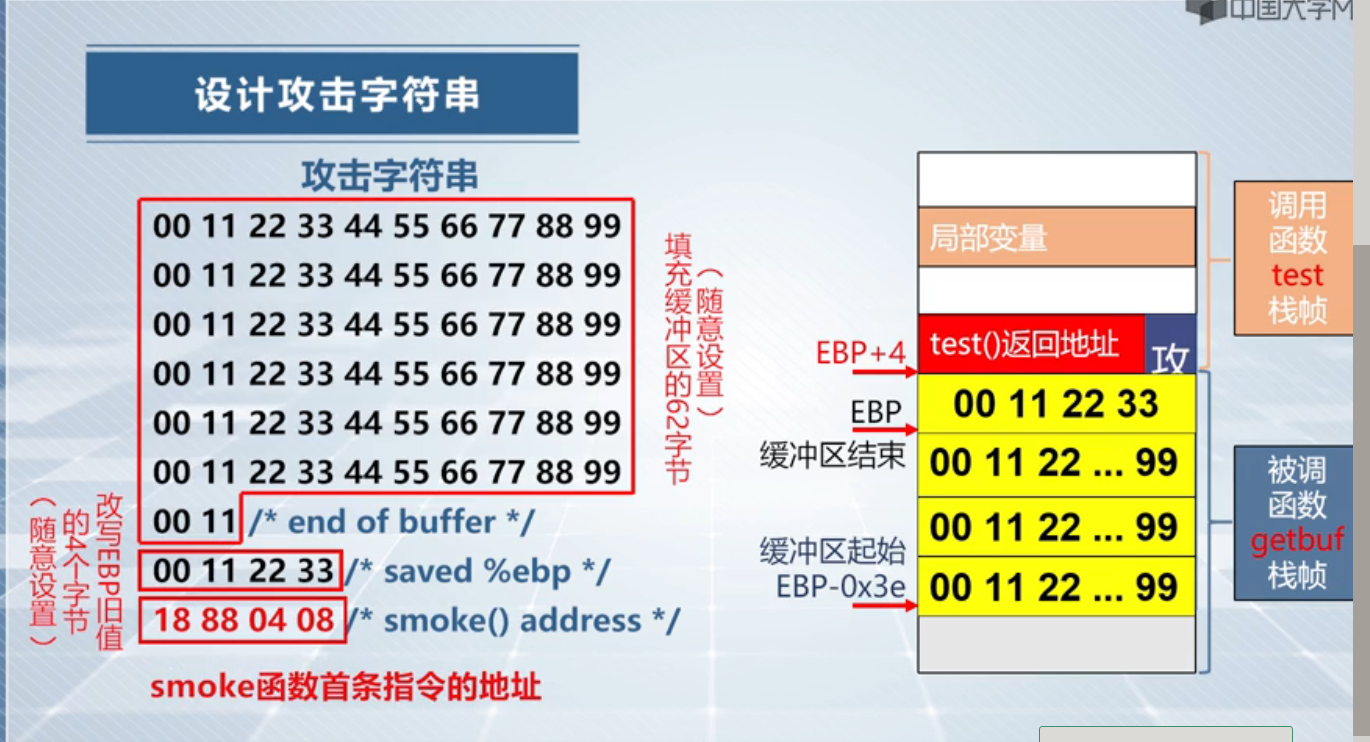 中国大学M
设计攻击字符串
攻击字符串
00 11 22 33 44 55 66 77 88 99
00 11 22 33 44 55 66 77 88 99
00 11 22 33 44 55 66 77 88 99
00 11 22 33 44 55 66 77 88 99
00 11 22 33 44 55 66 77 88 99
00 11 22 33 44 55 66 77 88 99
00 11 /* end of buffer */
00 11 22 33 /* saved %ebp */
18 88 04 08 /* smoke() address */
smoke函数首条指令的地址
填充缓冲区的62字节
（随意设置）
改写EBP旧值
的4个字节
（随意设置）
局部变量
EBP+4
test()返回地址
攻
EBP
00 11 22 33
缓冲区结束
00 11 22 ... 99
00 11 22 ... 99
缓冲区起始
EBP-0x3e
00 11 22 ... 99
调用
函数
test
栈帧
被调
函数
getbuf
栈帧